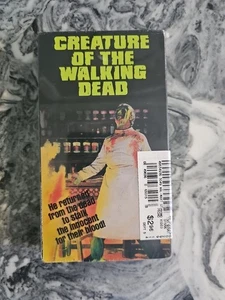 CREATURE
OF THE
WALKING
DEAD
He returned
from the dead
to stalk
the innocent
for their blood!